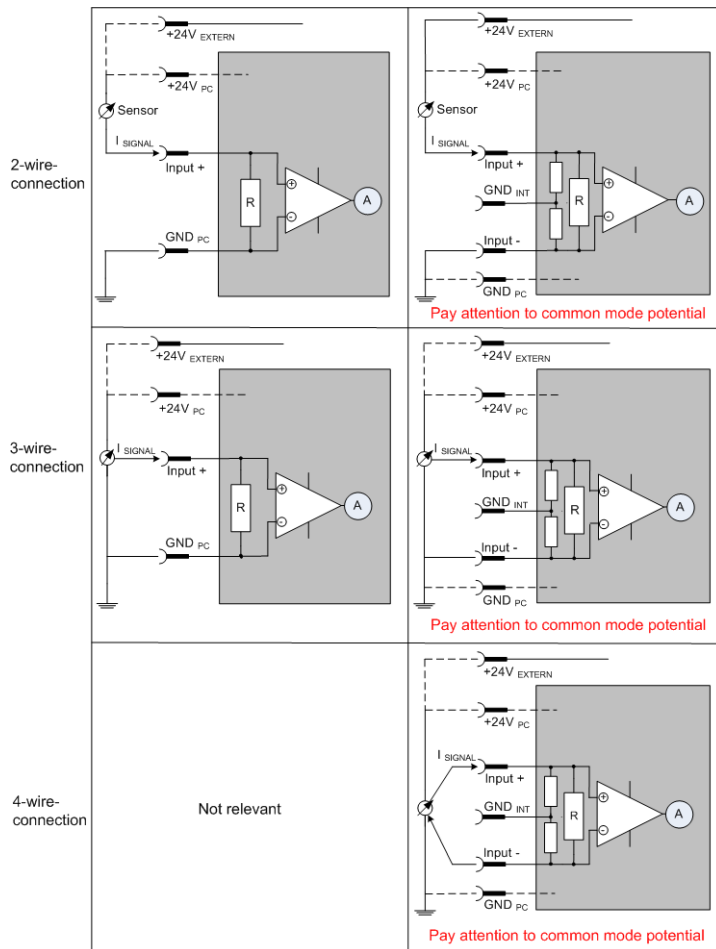 2-wire-
connection
+24V EXTERN
+24V PC
Sensor
I SIGNAL
Input +
R
+
-
A
GND PC
+24V EXTERN
+24V PC
Sensor
I SIGNAL
Input +
GND INT
R
+
-
A
Input -
GND PC
Pay attention to common mode potential
3-wire-
connection
+24V EXTERN
+24V PC
I SIGNAL
Input +
R
+
-
A
GND PC
+24V EXTERN
+24V PC
I SIGNAL
Input +
GND INT
R
+
-
A
Input -
GND PC
Pay attention to common mode potential
4-wire-
connection
Not relevant
+24V EXTERN
+24V PC
I SIGNAL
Input +
GND INT
R
+
-
A
Input -
GND PC
Pay attention to common mode potential